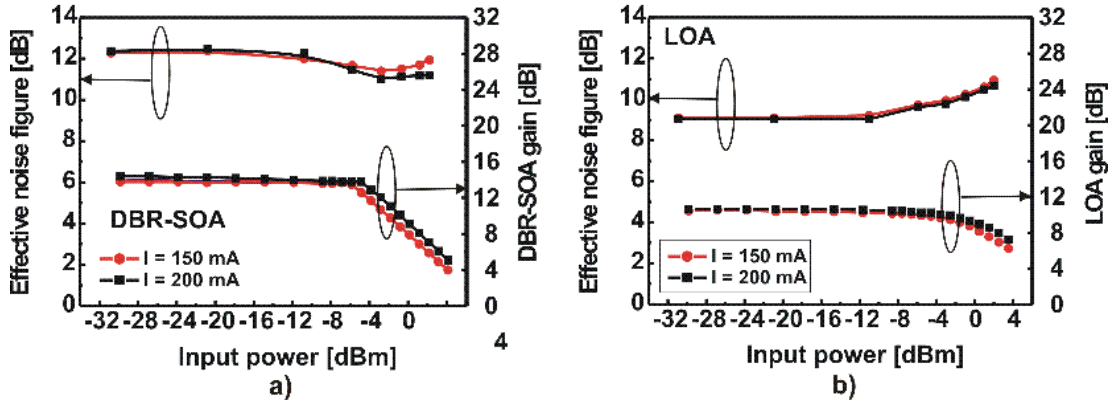 Effective noise figure [dB]
14
12
10
8
6
4
2
0
DBR-SOA
I = 150 mA
I = 200 mA
32
28
24
20
16
12
8
4
0
DBR-SOA gain [dB]
-32 -28 -24 -20 -16 -12 -8 -4 0
4
Input power [dBm]
a)
Effective noise figure [dB]
14
12
10
8
6
4
2
0
LOA
I = 150 mA
I = 200 mA
32
28
24
20
16
12
8
4
0
LOA gain [dB]
-32 -28 -24 -20 -16 -12 -8 -4 0 4
Input power [dBm]
b)